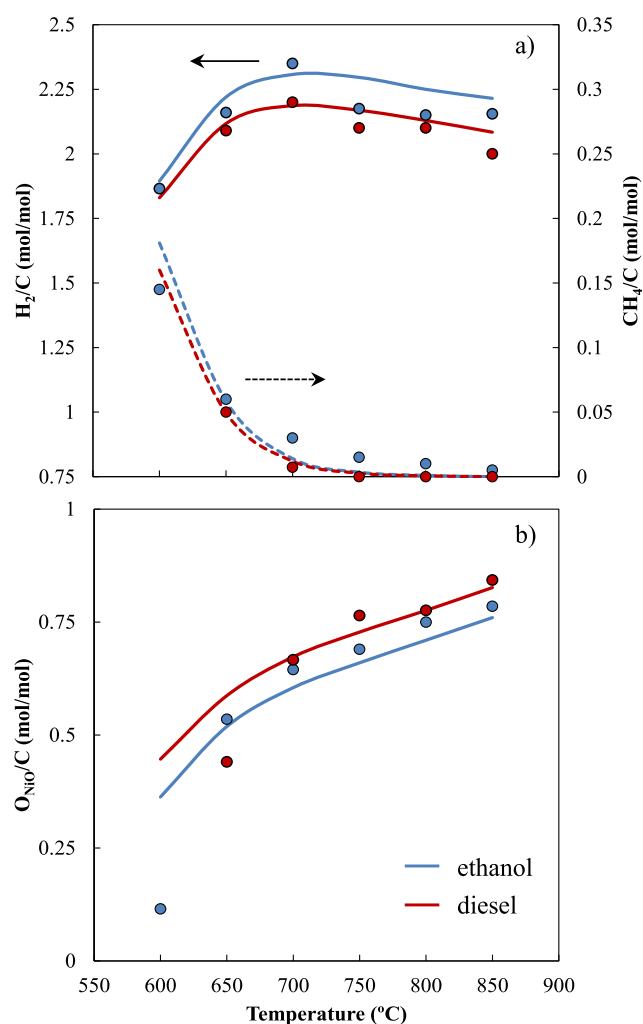 a)
2.5
2.25
2
1.75
1.5
1.25
1
0.75
H2/C (mol/mol)
0.35
0.3
0.25
0.2
0.15
0.1
0.05
0
CH4/C (mol/mol)
b)
1
0.75
0.5
0.25
0
ONiO/C (mol/mol)
ethanol
diesel
550 600 650 700 750 800 850 900
Temperature (ºC)